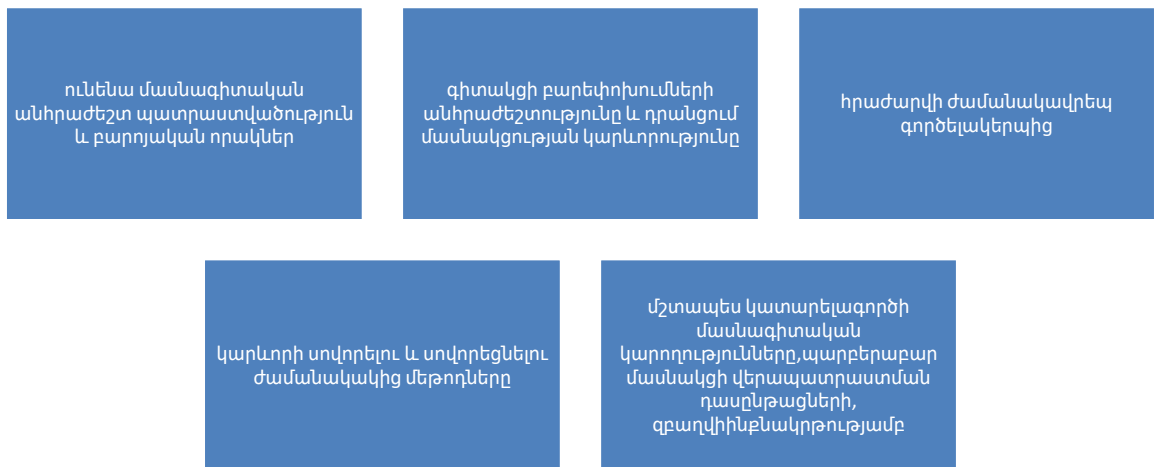 ունենա մասնագիտական
անհրաժեշտ պատրաստվածություն
և բարոյական որակներ
գիտակցի բարեփոխումների
անհրաժեշտությունը և դրանցում
մասնակցության կարևորությունը
հրաժարվի ժամանակավրեպ
գործելակերպից
կարևորի սովորելու և սովորեցնելու
ժամանակակից մեթոդները
մշտապես կատարելագործի
մասնագիտական
կարողությունները,պարբերաբար
մասնակցի վերապատրաստման
դասընթացների,
զբաղվիինքնակրթությամբ